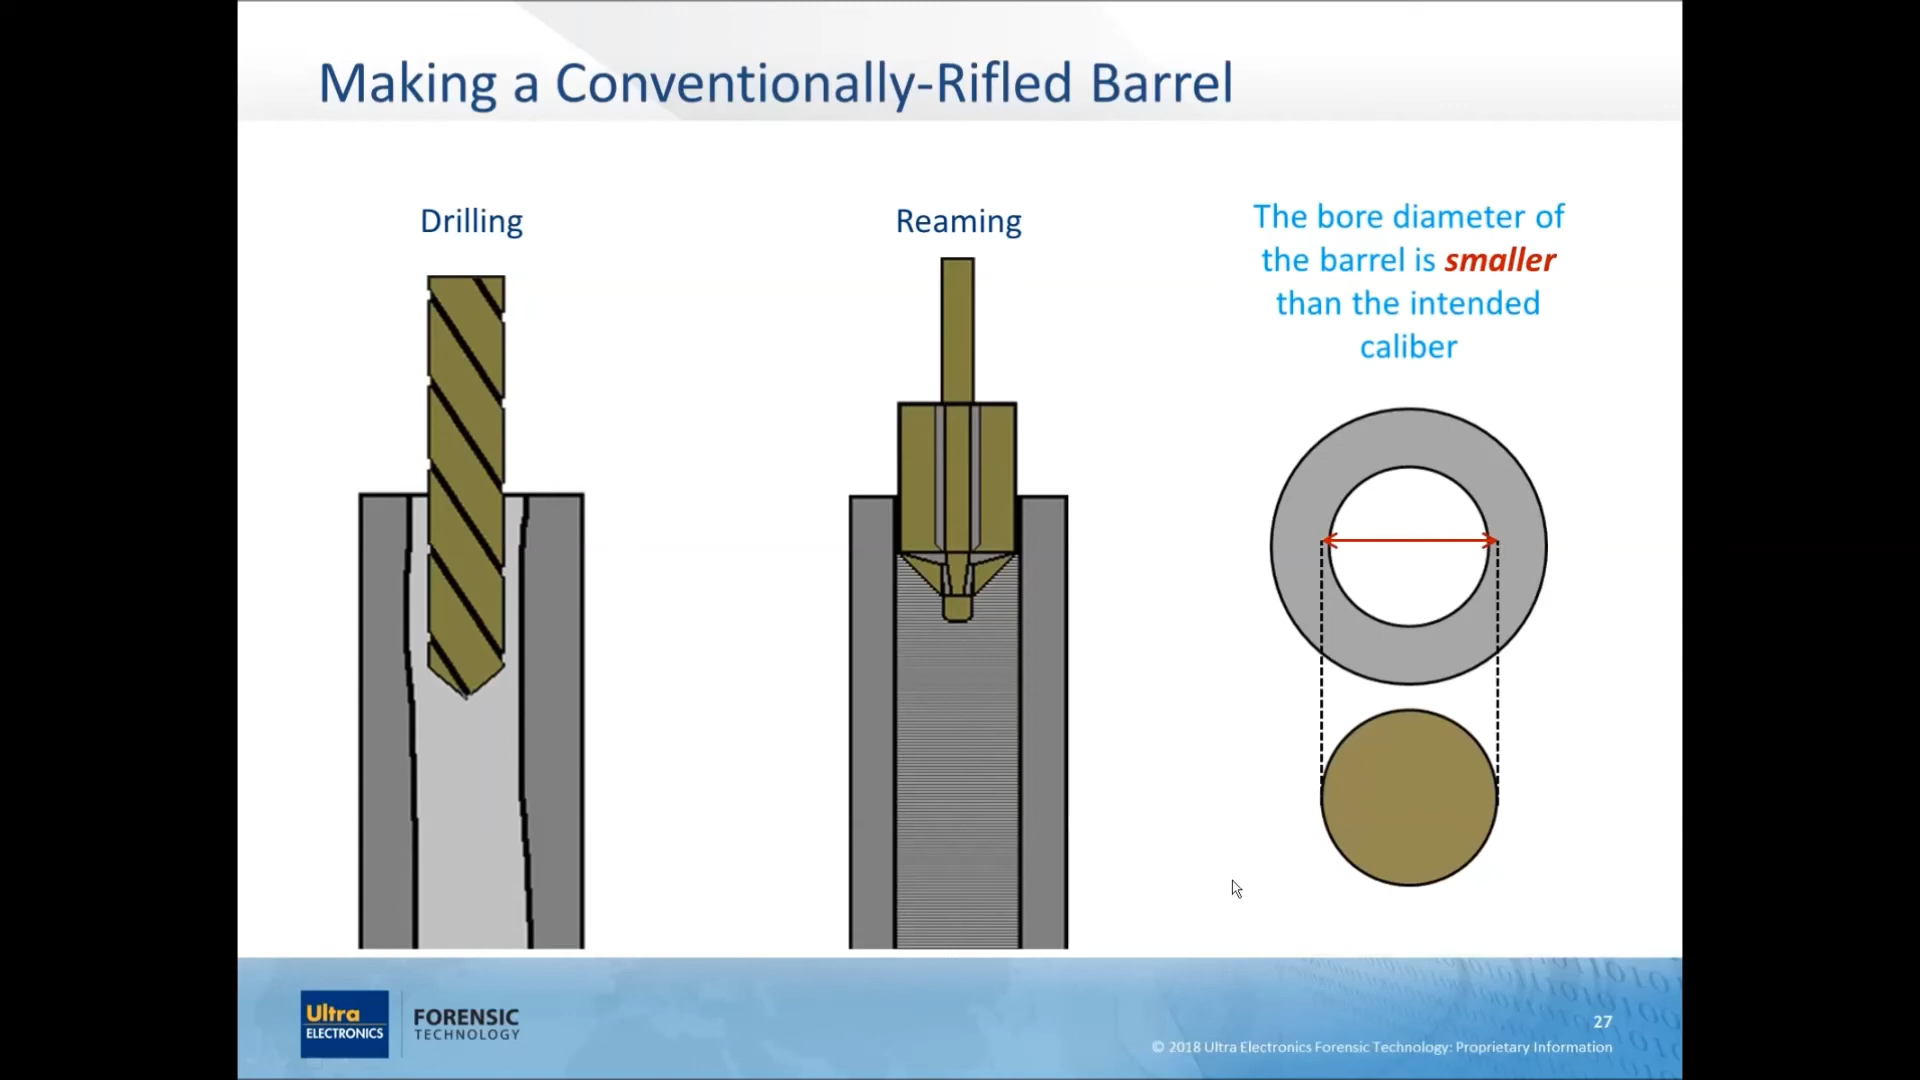 Making a Conventionally-Rifled Barrel
Drilling
Reaming
The bore diameter of
the barrel is smaller
than the intended
caliber
Ultra
ELECTRONICS
FORENSIC
TECHNOLOGY
27
© 2018 Ultra Electronics Forensic Technology: Proprietary Information